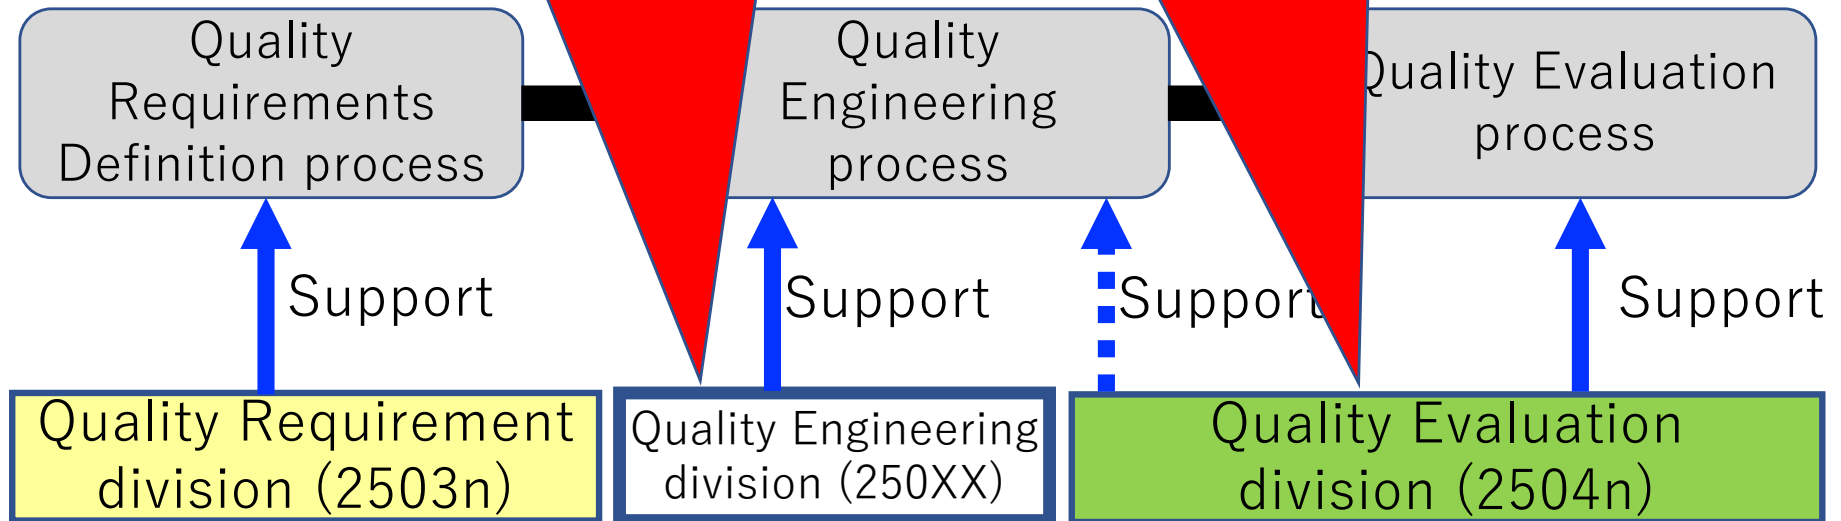 Quality
Requirements
Definition process
Quality
Engineering
process
Quality Evaluation
process
Support
Support
Support
Support
Quality Requirement
division (2503n)
Quality Engineering
division (250XX)
Quality Evaluation
division (2504n)